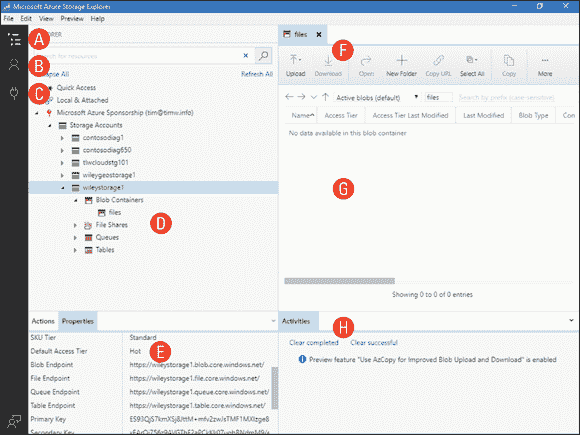 Microsoft Azure Storage Explorer
File Edit View Preview Help
A
B
C
Collapse All Refresh All
Quick Access
Local & Attached
Microsoft Azure Sponsorship (tim@timw.info)
Storage Accounts
contosodiag1
contosodiag650
tlwcloudstg101
wileygeostorage1
wileystorage1
Blob Containers
files
File Shares
Queues
Tables
D
Actions Properties
SKU Tier Standard
Default Access Tier Hot
E
Blob Endpoint https://wileystorage1.blob.core.windows.net/
File Endpoint https://wileystorage1.file.core.windows.net/
Queue Endpoint https://wileystorage1.queue.core.windows.net/
Table Endpoint https://wileystorage1.table.core.windows.net/
Primary Key
Secondary Key
files
F
Upload Download Open New Folder Copy URL Select All Copy More
Active blobs (default) files Search by prefix (case-sensitive)
Name Access Tier Access Tier Last Modified Last Modified Blob Type Con
No data available in this blob container
G
Showing 0 to 0 of 0 entries
Activities
H
Clear completed Clear successful
Preview feature "Use AzCopy for Improved Blob Upload and Download" is enabled